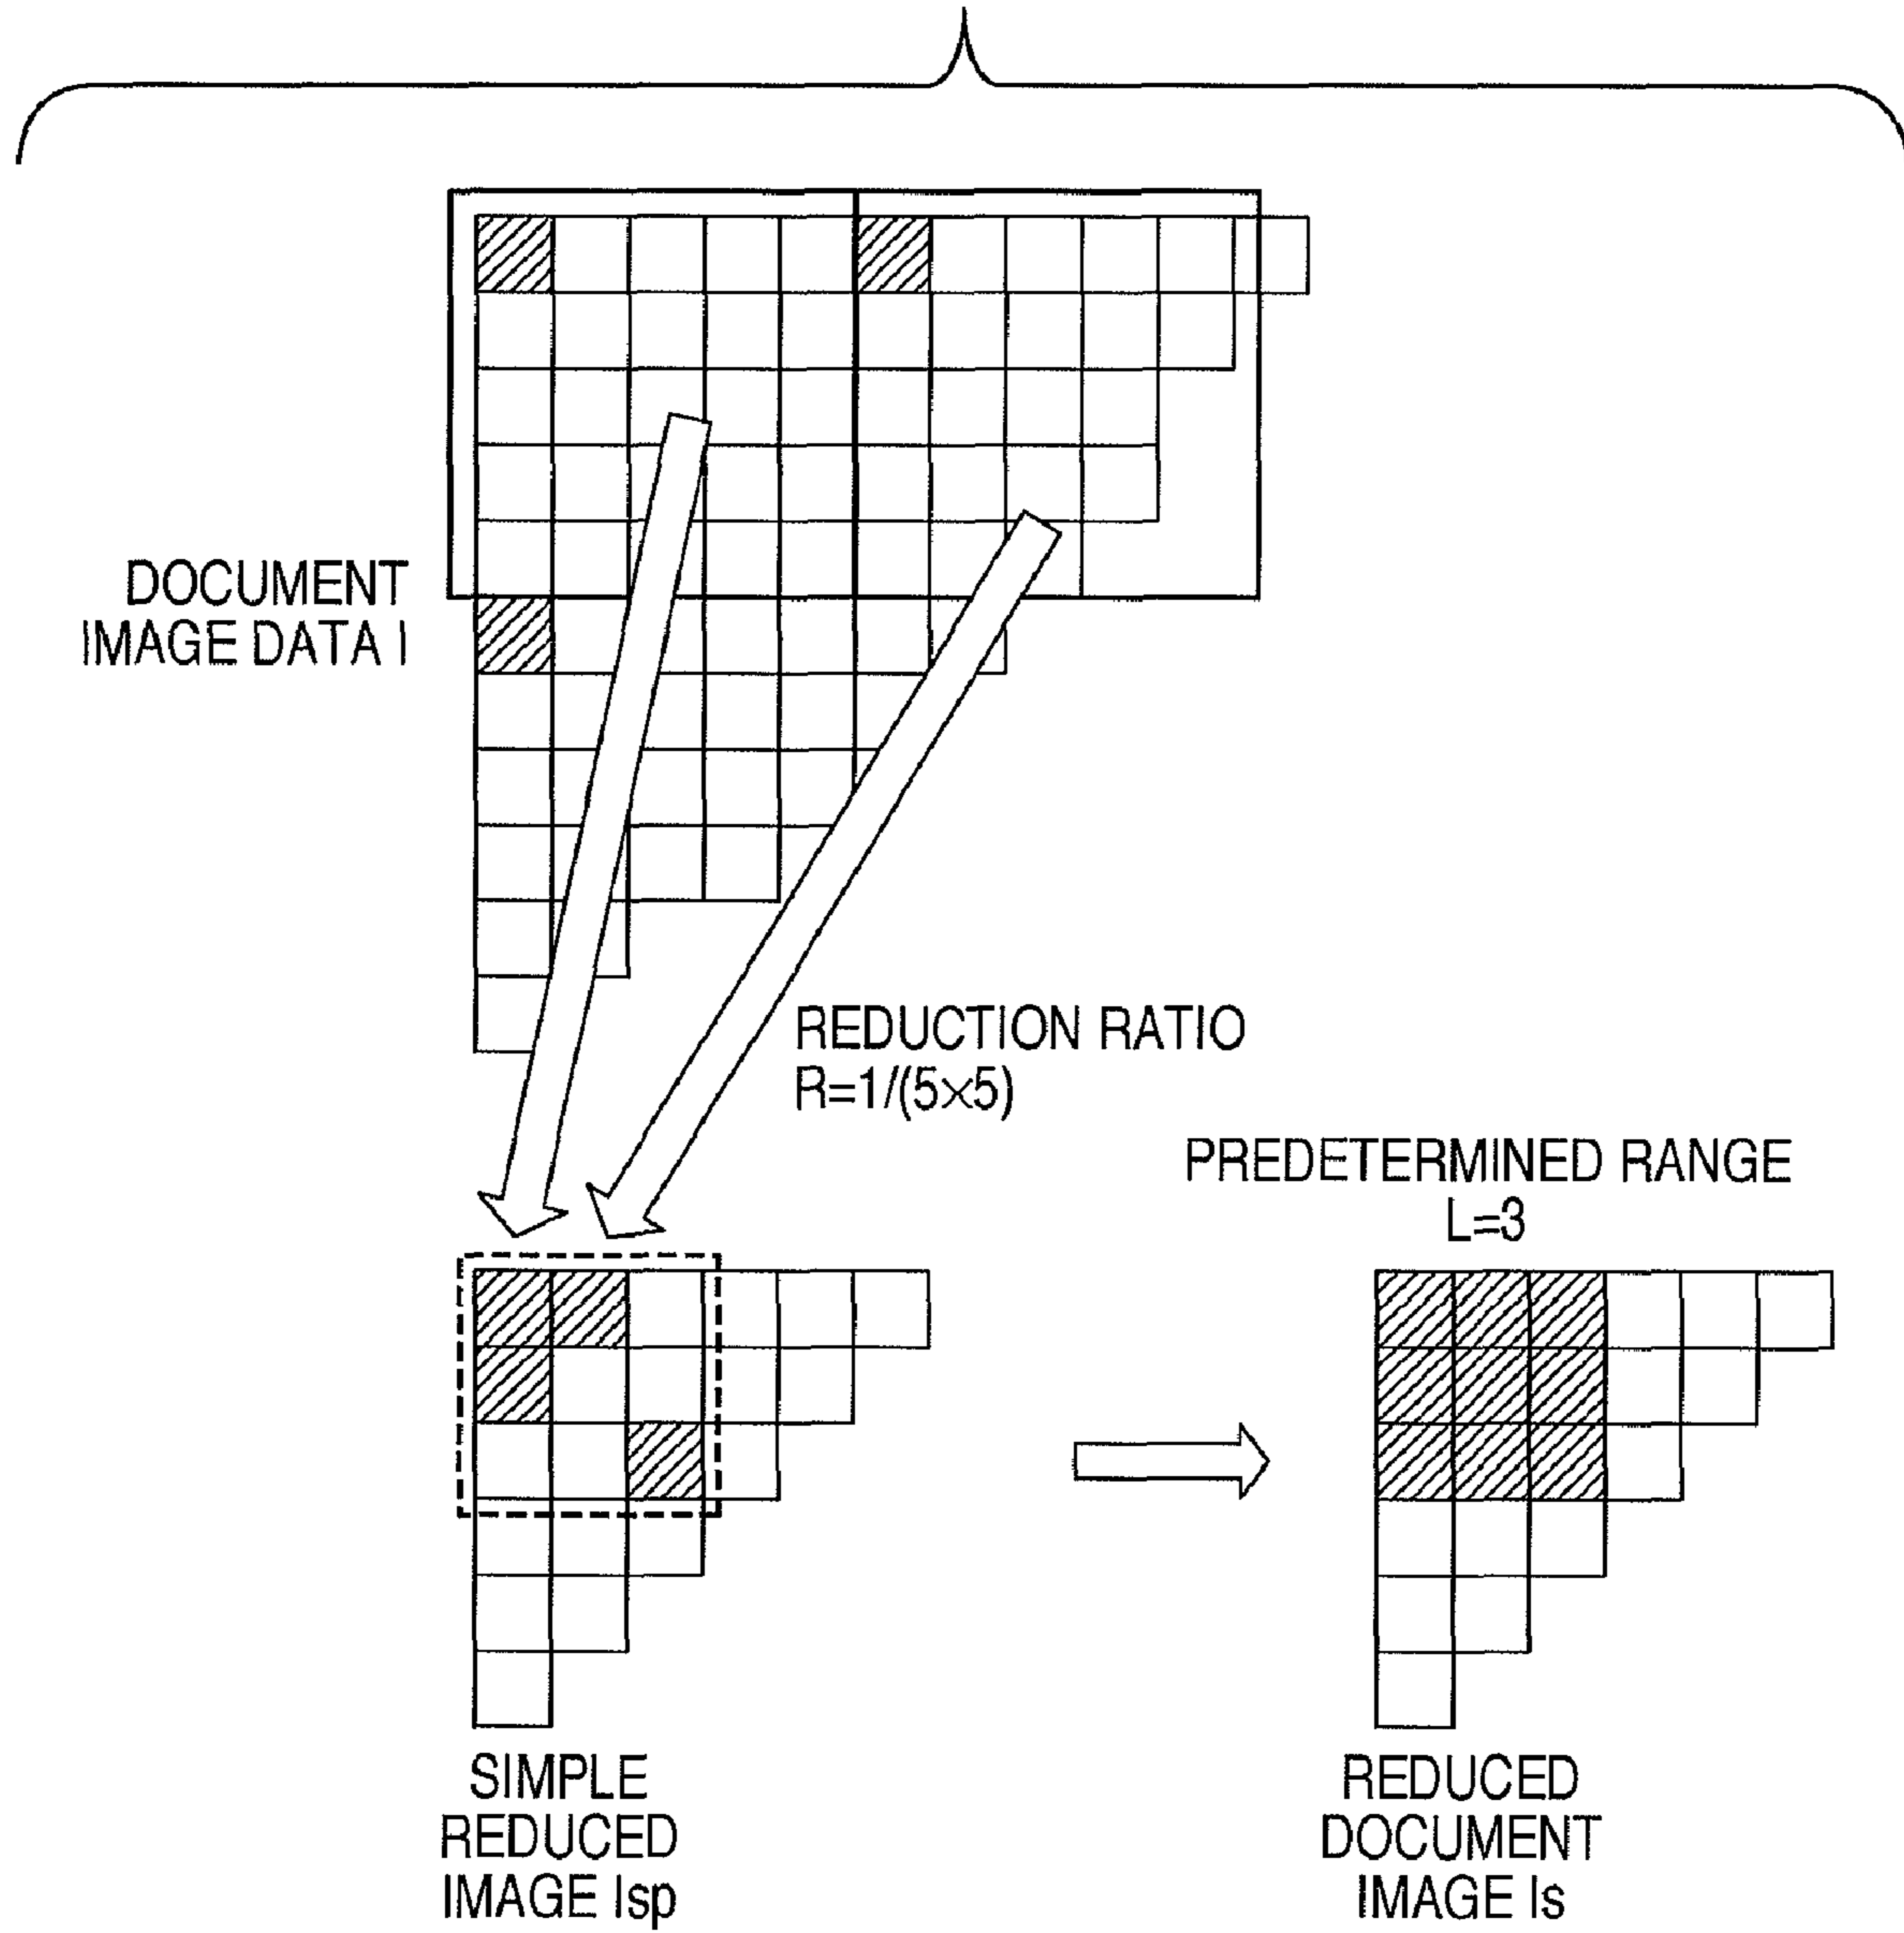 DOCUMENT
IMAGE DATA I
REDUCTION RATIO
R=1/(5×5)
PREDETERMINED RANGE
L=3
SIMPLE
REDUCED
IMAGE Isp
REDUCED
DOCUMENT
IMAGE Is